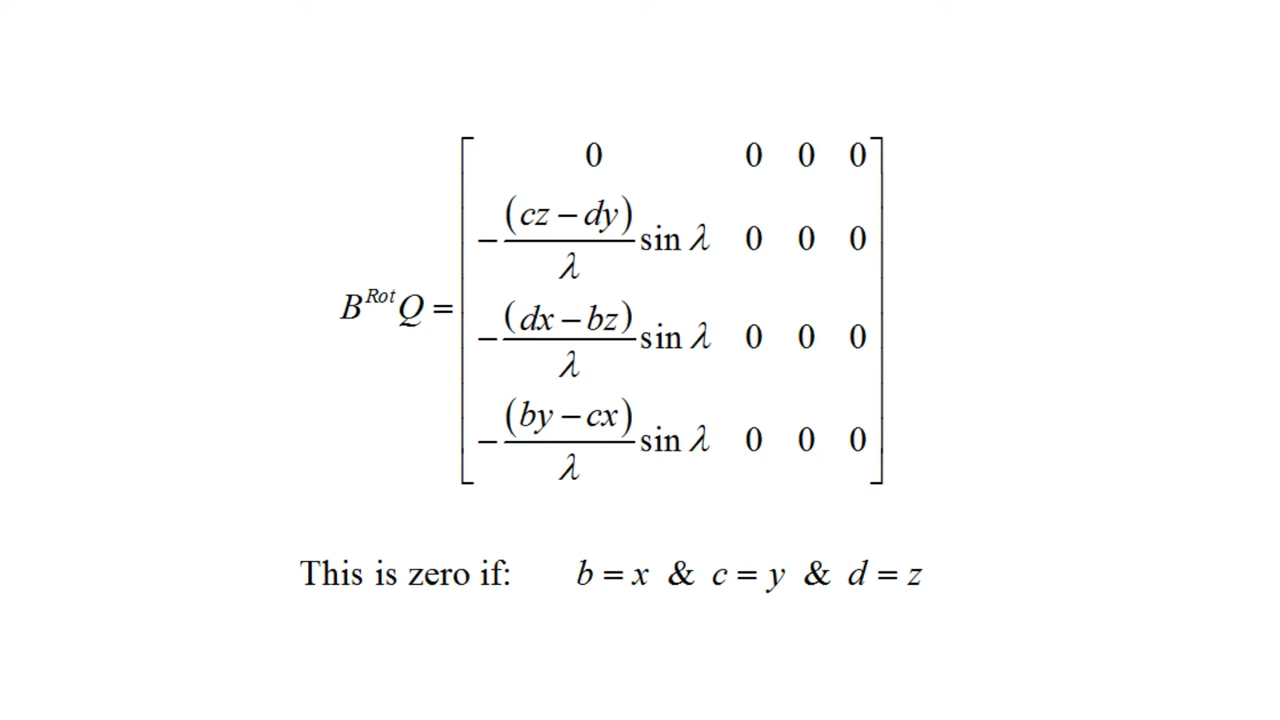 0 0 0 0
-(cz − dy)/λ sin λ 0 0 0
B^Rot Q = -(dx − bz)/λ sin λ 0 0 0
-(by − cx)/λ sin λ 0 0 0
This is zero if: b = x & c = y & d = z